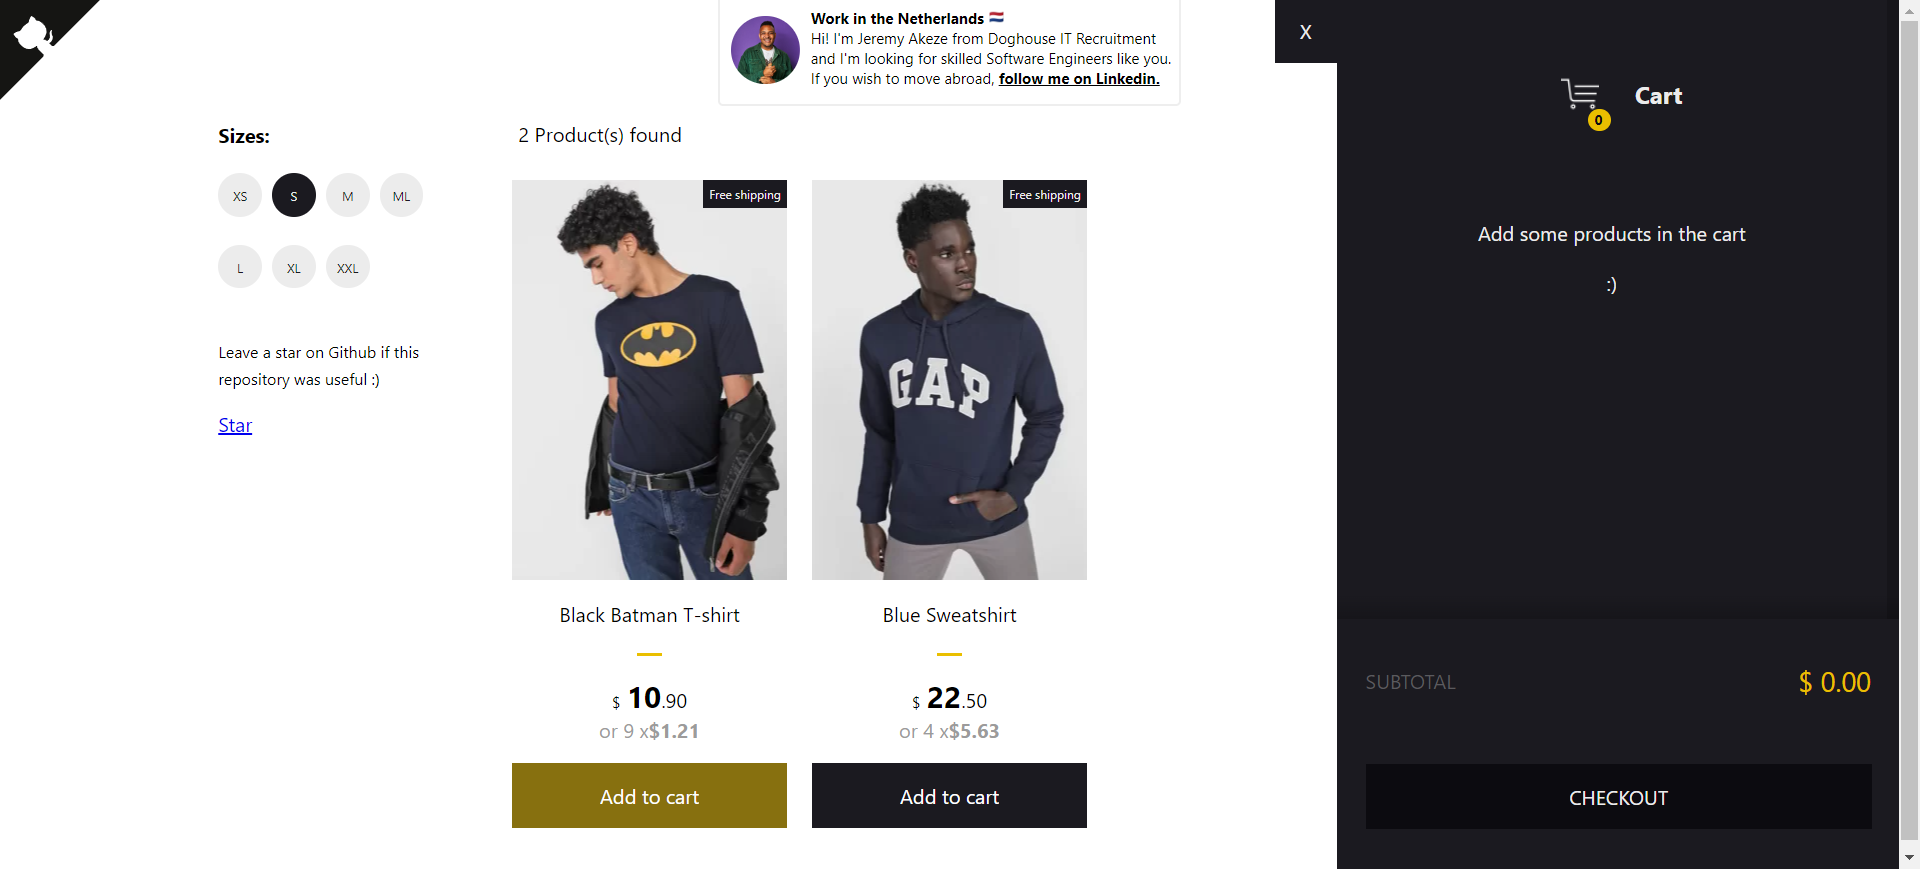 Work in the Netherlands
Hi! I'm Jeremy Akeze from Doghouse IT Recruitment
and I'm looking for skilled Software Engineers like you.
If you wish to move abroad, follow me on Linkedin.
X
Cart
0
Sizes:
XS
S
M
ML
L
XL
XXL
Leave a star on Github if this
repository was useful :)
Star
2 Product(s) found
Free shipping
GAP
Free shipping
Black Batman T-shirt
$ 10.90
or 9 x$1.21
Add to cart
Blue Sweatshirt
$ 22.50
or 4 x$5.63
Add to cart
Add some products in the cart
:)
SUBTOTAL
$ 0.00
CHECKOUT